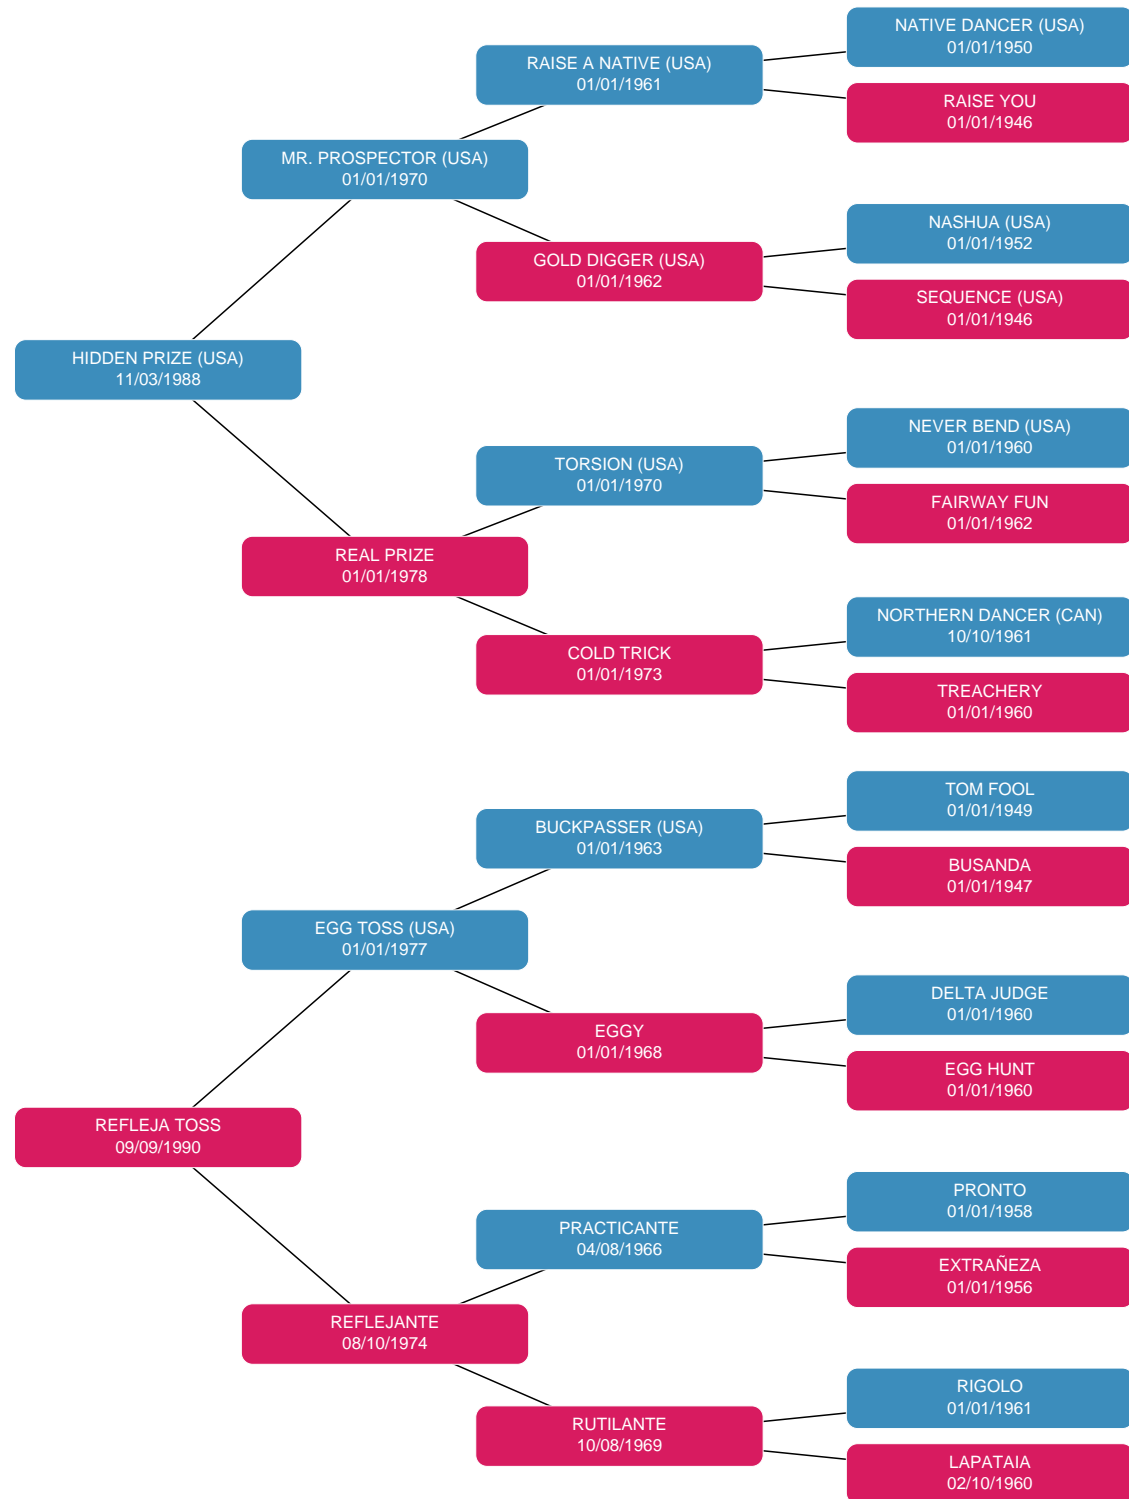 NATIVE DANCER (USA)
01/01/1950
RAISE A NATIVE (USA)
01/01/1961
RAISE YOU
01/01/1946
MR. PROSPECTOR (USA)
01/01/1970
NASHUA (USA)
01/01/1952
GOLD DIGGER (USA)
01/01/1962
SEQUENCE (USA)
01/01/1946
HIDDEN PRIZE (USA)
11/03/1988
NEVER BEND (USA)
01/01/1960
TORSION (USA)
01/01/1970
FAIRWAY FUN
01/01/1962
REAL PRIZE
01/01/1978
NORTHERN DANCER (CAN)
10/10/1961
COLD TRICK
01/01/1973
TREACHERY
01/01/1960
TOM FOOL
01/01/1949
BUCKPASSER (USA)
01/01/1963
BUSANDA
01/01/1947
EGG TOSS (USA)
01/01/1977
DELTA JUDGE
01/01/1960
EGGY
01/01/1968
EGG HUNT
01/01/1960
REFLEJA TOSS
09/09/1990
PRONTO
01/01/1958
PRACTICANTE
04/08/1966
EXTRAÑEZA
01/01/1956
REFLEJANTE
08/10/1974
RIGOLO
01/01/1961
RUTILANTE
10/08/1969
LAPATAIA
02/10/1960